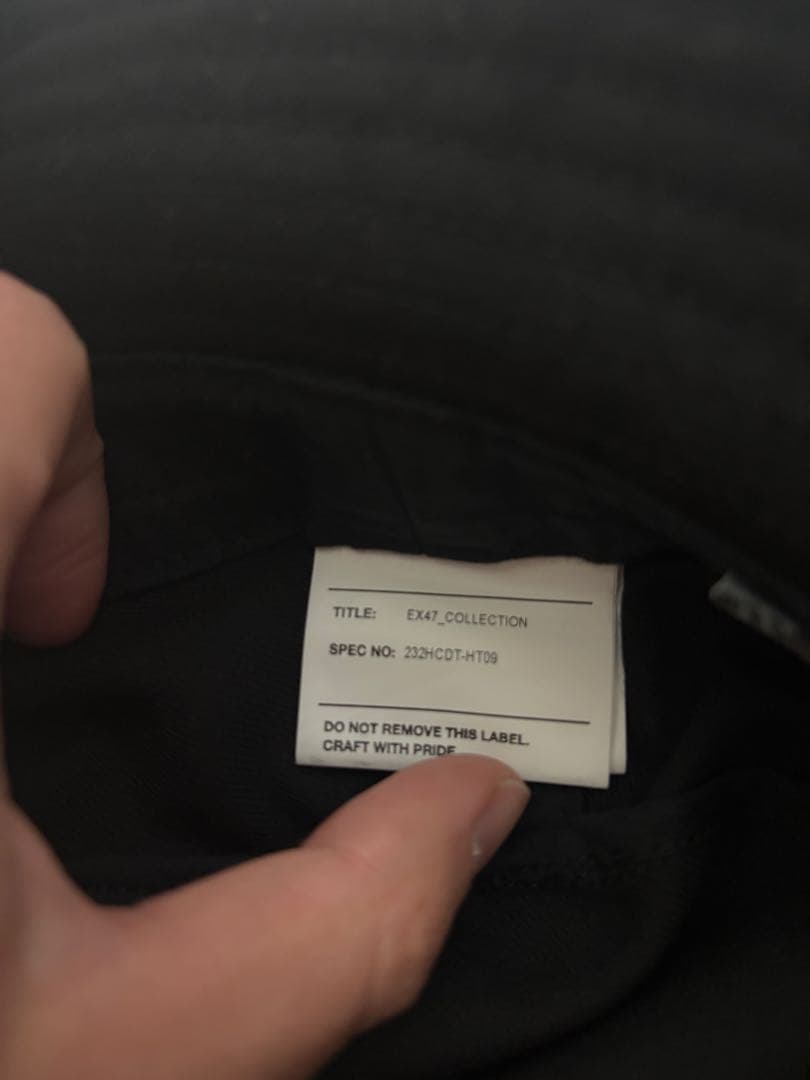 TITLE: EX47_COLLECTION
SPEC NO: 232HCDT-HT09
DO NOT REMOVE THIS LABEL.
CRAFT WITH PRIDE